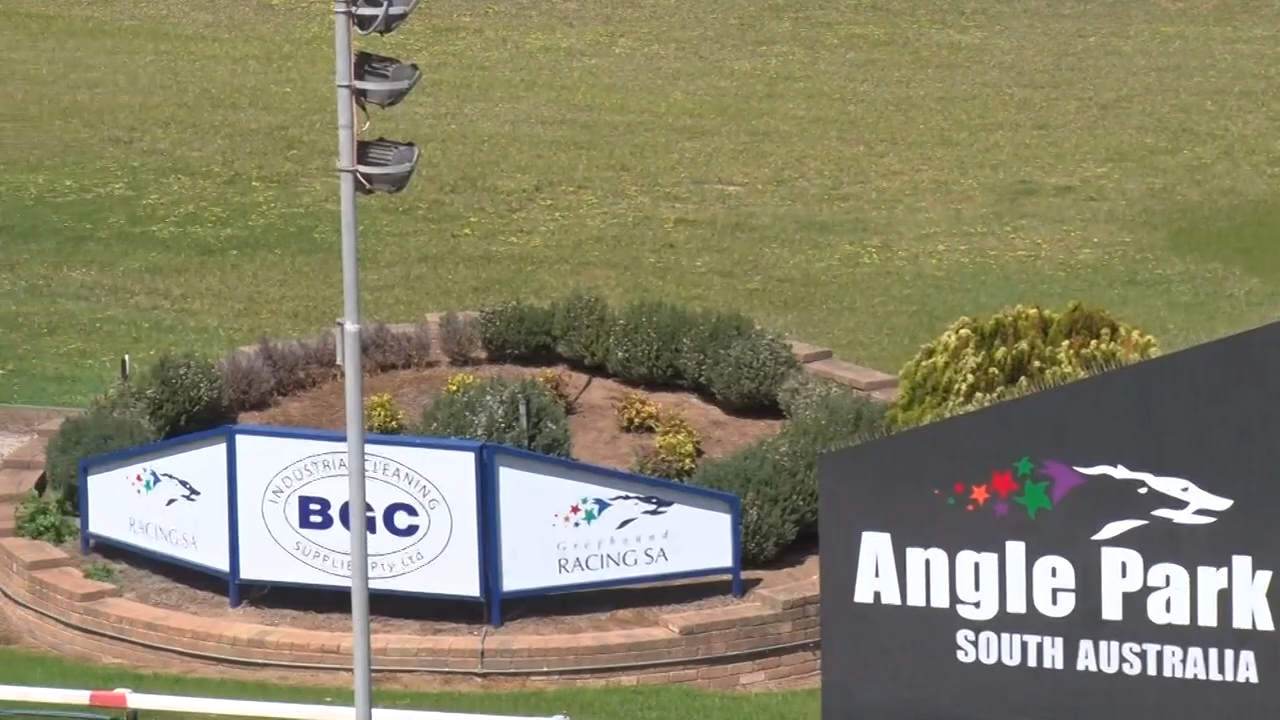 RACING SA
INDUSTRIAL CLEANING
BGC
SUPPLIES Pty Ltd
Greyhound
RACING SA
Angle Park
SOUTH AUSTRALIA